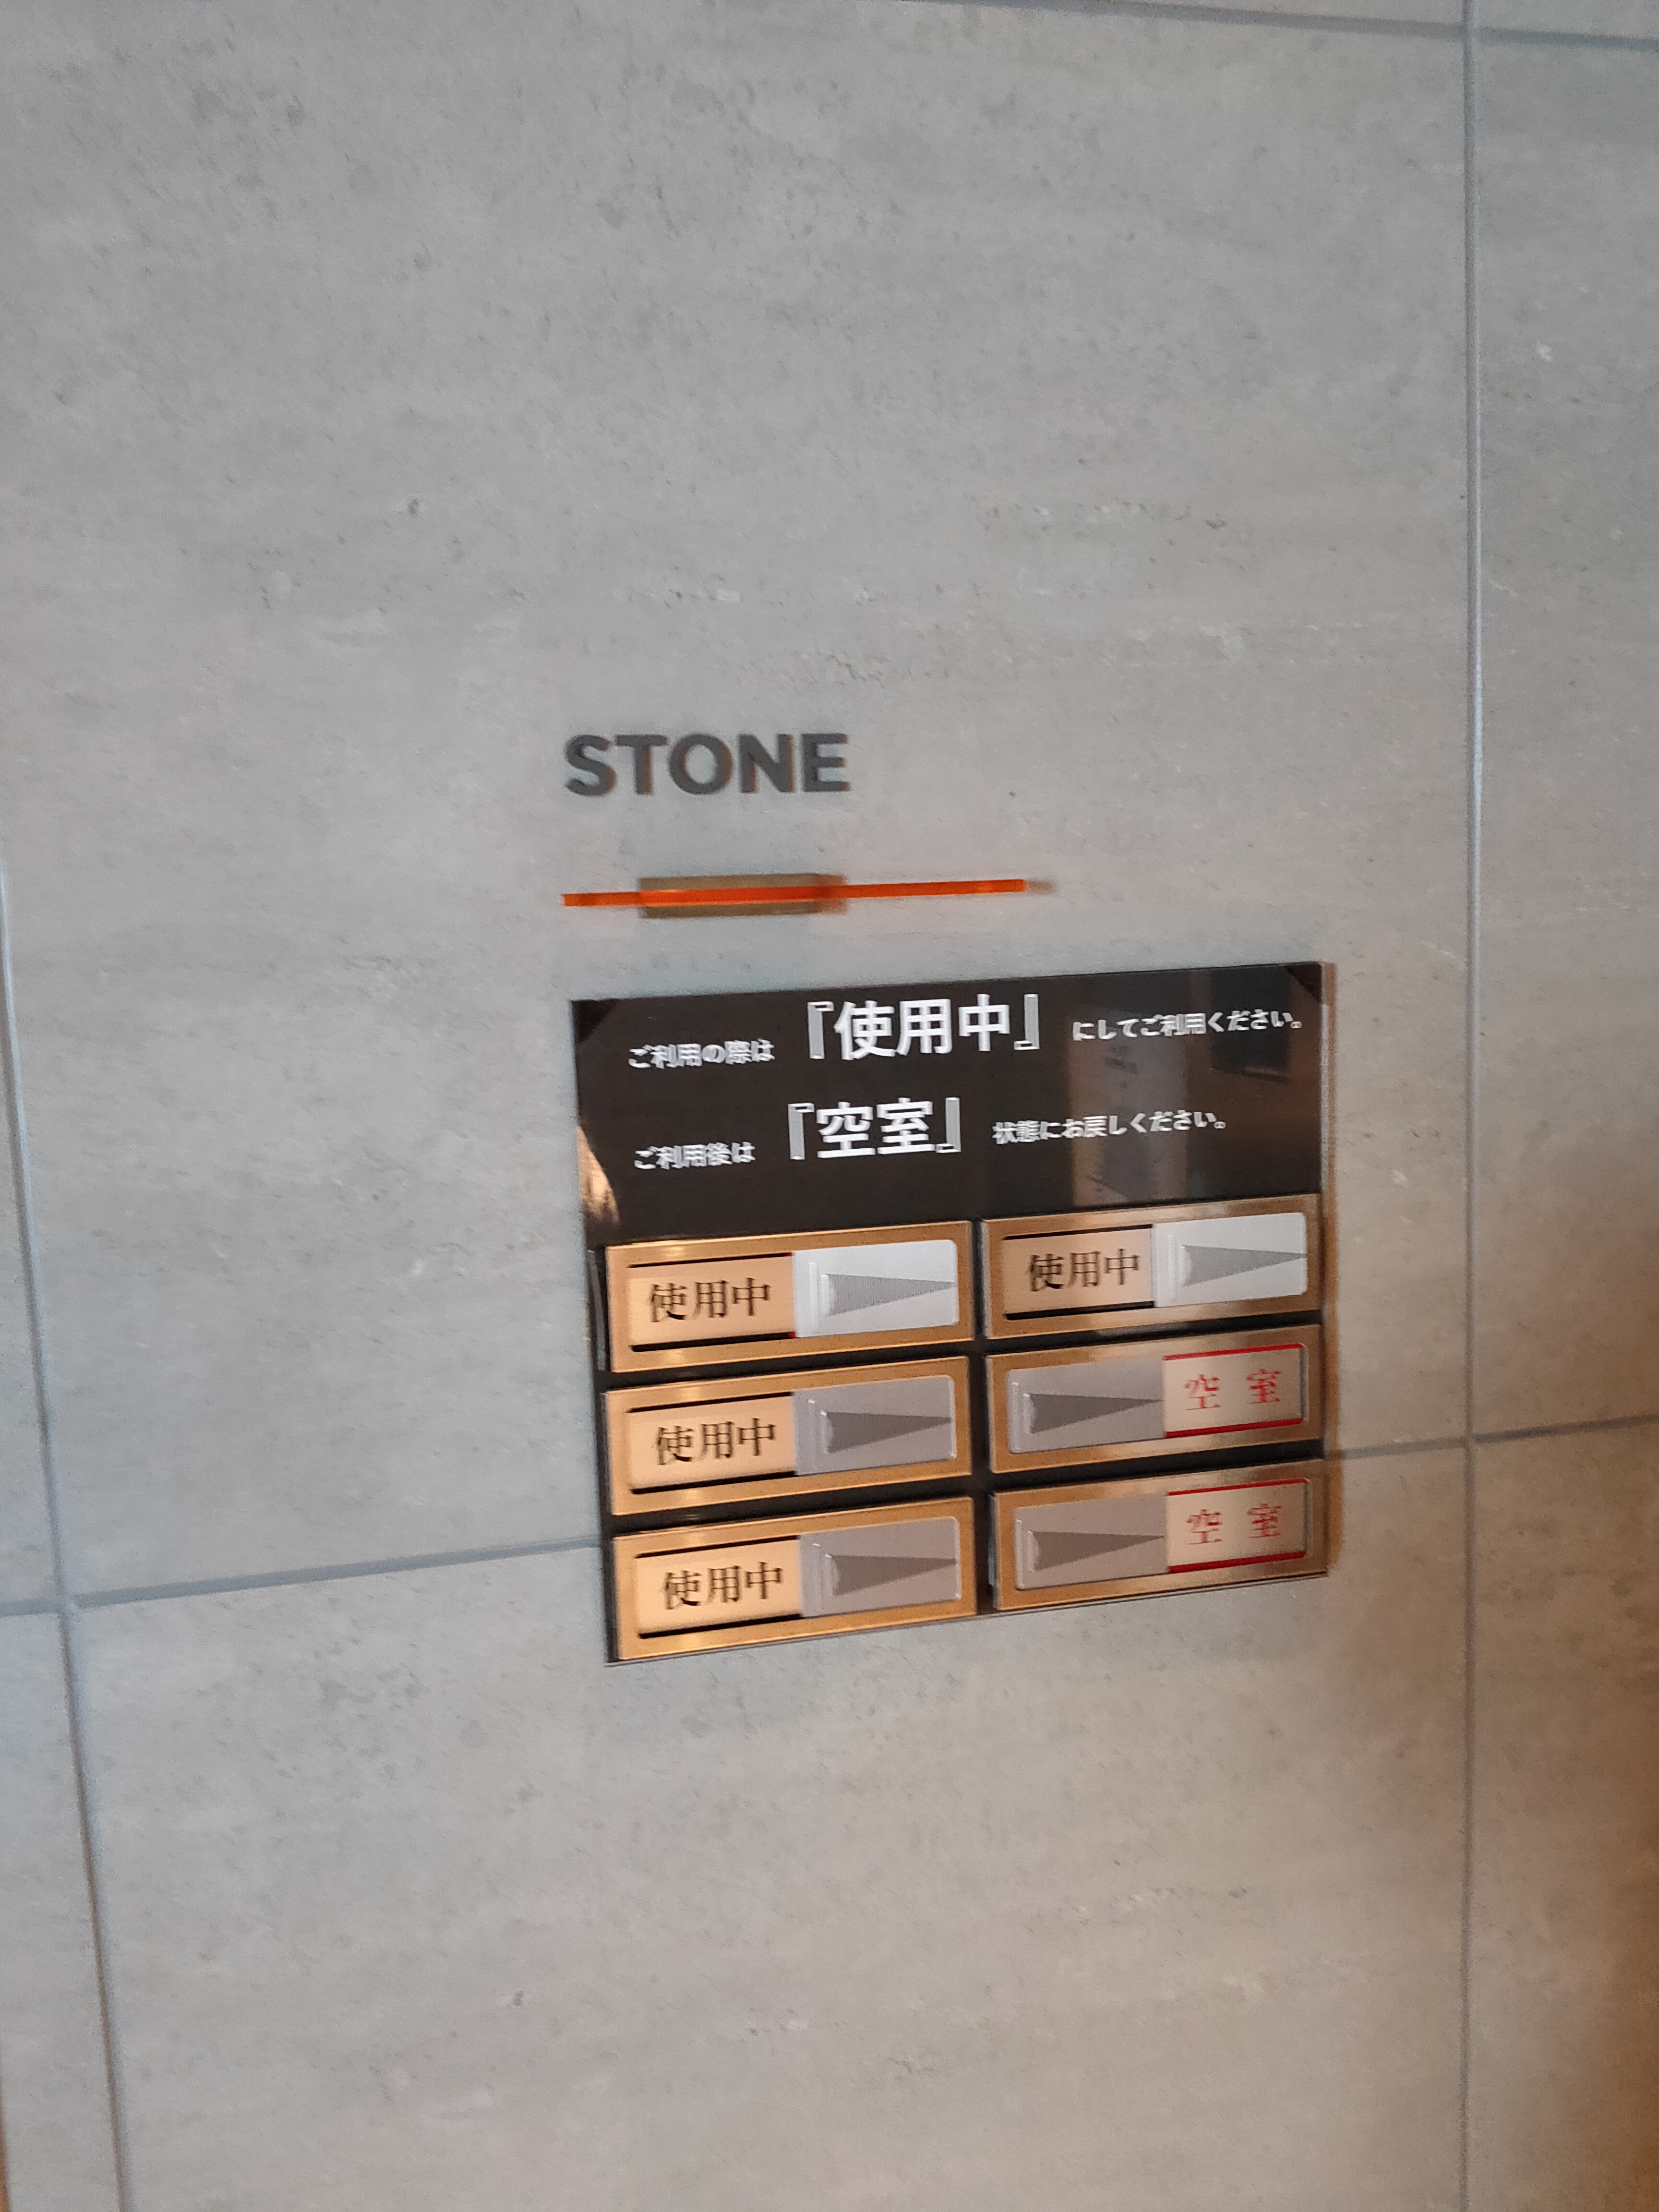 STONE
ご利用の際は『使用中』にしてご利用ください。
ご利用後は『空室』状態にお戻しください。
使用中 使用中
使用中 空室
使用中 空室